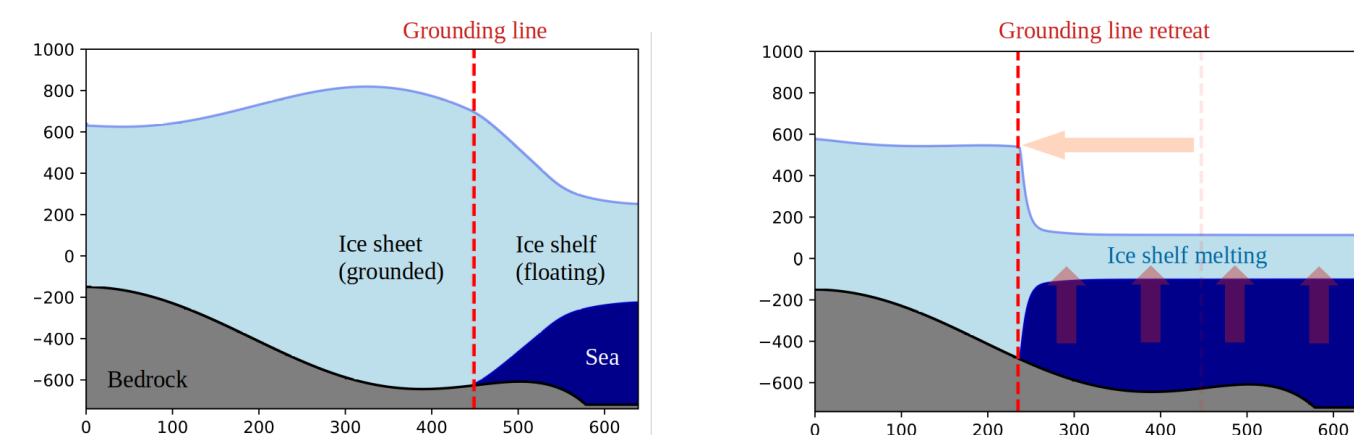 Grounding line
1000
800
600
400
200
0
−200
−400
−600
Ice sheet
(grounded)
Ice shelf
(floating)
Sea
Bedrock
0 100 200 300 400 500 600
Grounding line retreat
1000
800
600
400
200
0
−200
−400
−600
Ice shelf melting
0 100 200 300 400 500 600